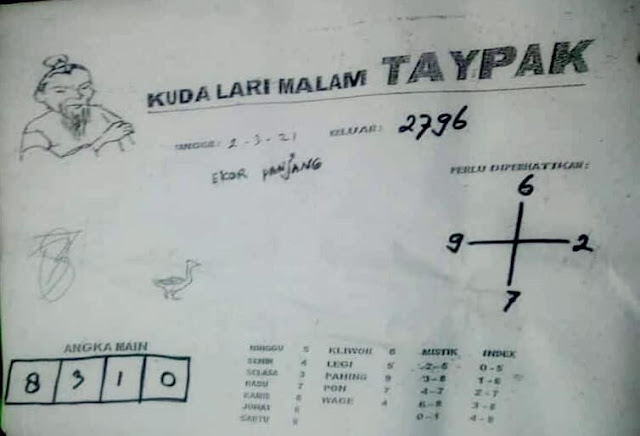 KUDA LARI MALAM TAYPAK
TANGGAL: 2-3-21 KELUAR: 2796
EKOR PANJANG
PERLU DIPERHATIKAN:
6
9 2
7
ANGKA MAIN
8 3 1 0
MINGGU 5 KLIWON 8 MISTIK INDEX
SENIN 4 LEGI 5 2-5 0-5
SELASA 3 PAHING 9 3-8 1-6
RABU 7 PON 7 4-7 2-7
KAMIS 8 WAGE 4 6-9 3-8
JUMAT 6 0-1 4-9
SABTU 9